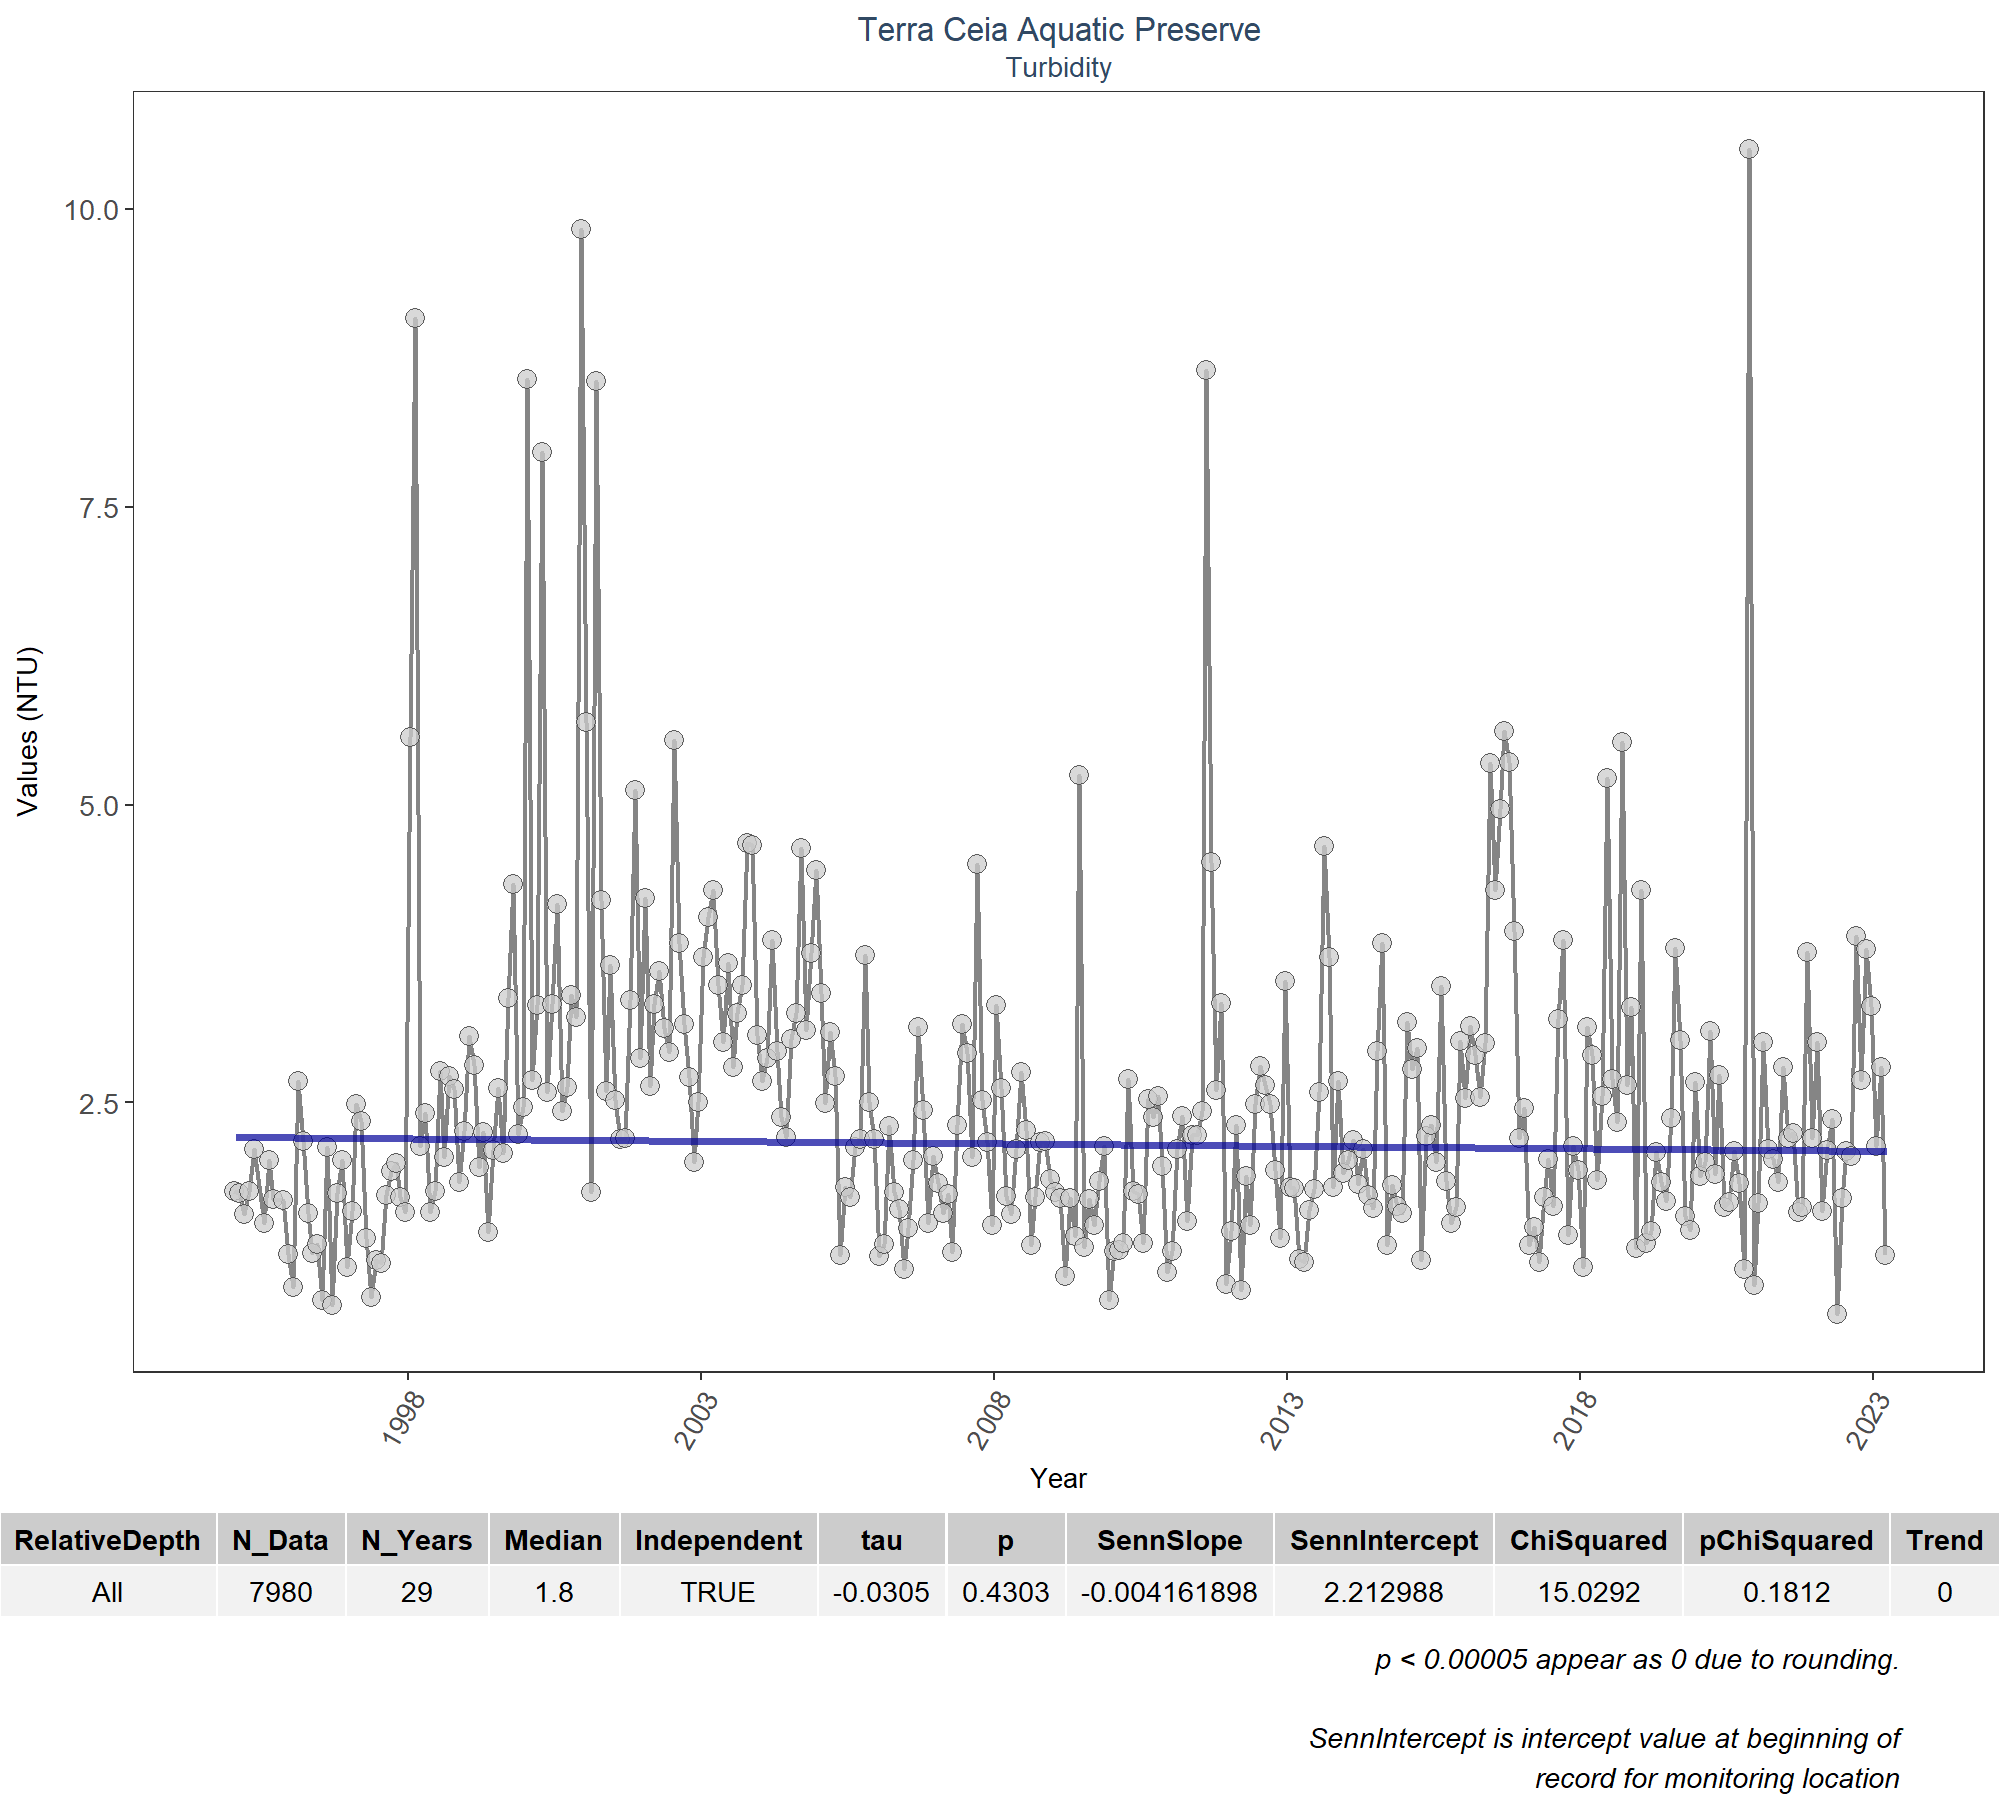 Terra Ceia Aquatic Preserve
Turbidity
Values (NTU)
10.0
7.5
5.0
2.5
1998
2003
2008
2013
2018
2023
Year
RelativeDepth N_Data N_Years Median Independent tau p SennSlope SennIntercept ChiSquared pChiSquared Trend
All 7980 29 1.8 TRUE -0.0305 0.4303 -0.004161898 2.212988 15.0292 0.1812 0
p < 0.00005 appear as 0 due to rounding.
SennIntercept is intercept value at beginning of
record for monitoring location